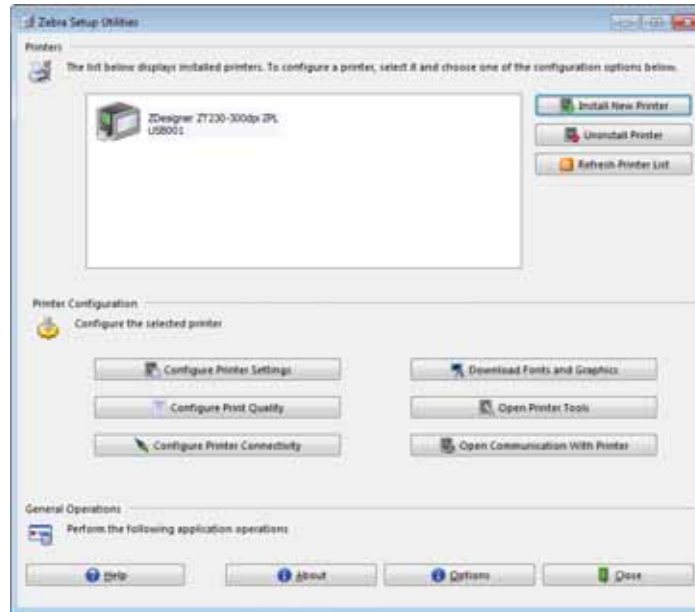 Zebra Setup Utilities
Printers
The list below displays installed printers. To configure a printer, select it and choose one of the configuration options below.
ZDesigner ZT230-300dpi ZPL
USB001
Install New Printer
Uninstall Printer
Refresh Printer List
Printer Configuration
Configure the selected printer
Configure Printer Settings
Download Fonts and Graphics
Configure Print Quality
Open Printer Tools
Configure Printer Connectivity
Open Communication With Printer
General Operations
Perform the following application operations
Help
About
Options
Close